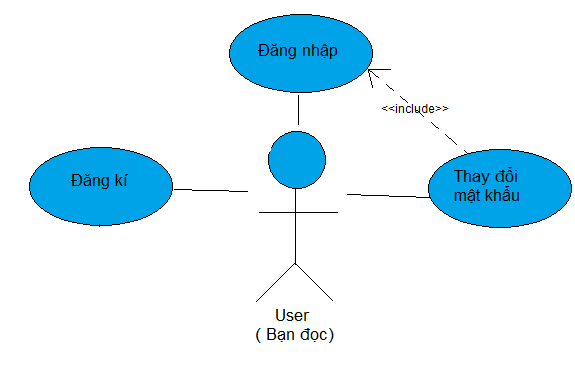 Đăng nhập
<<include>>
Đăng kí
Thay đổi
mật khẩu
User
( Bạn đọc)